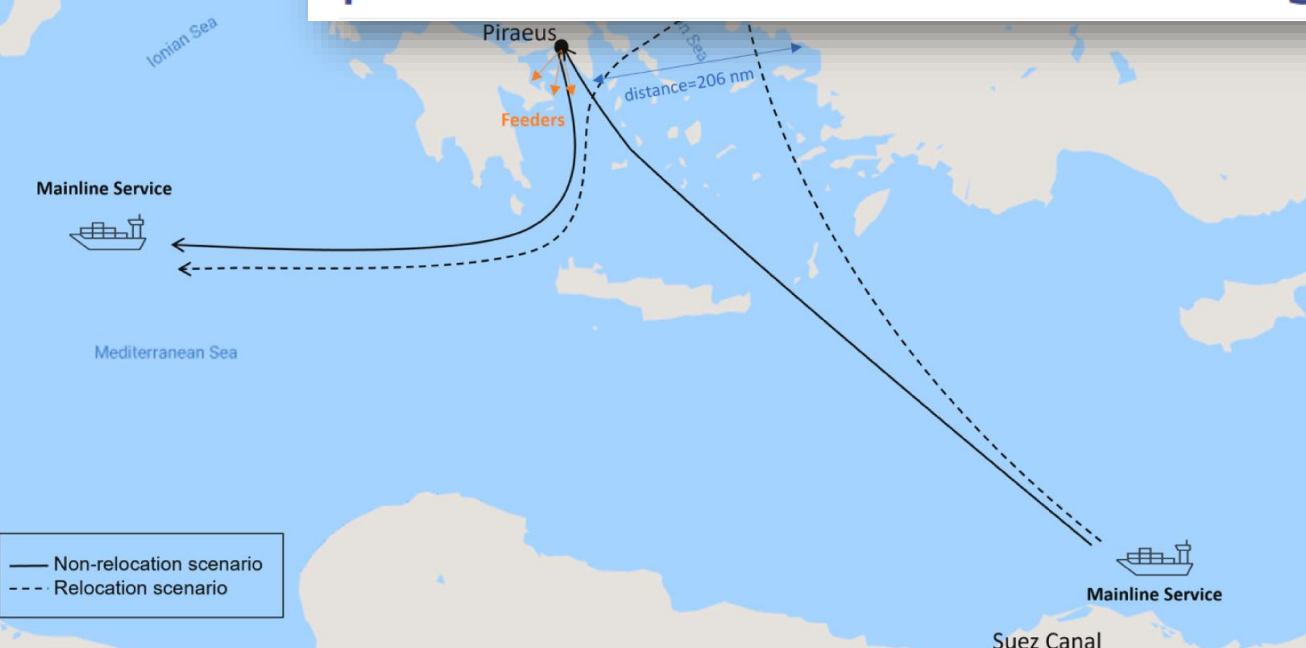 Piraeus
Ionian Sea
n Sea
distance=206 nm
Feeders
Mainline Service
Mediterranean Sea
Non-relocation scenario
Relocation scenario
Mainline Service
Suez Canal